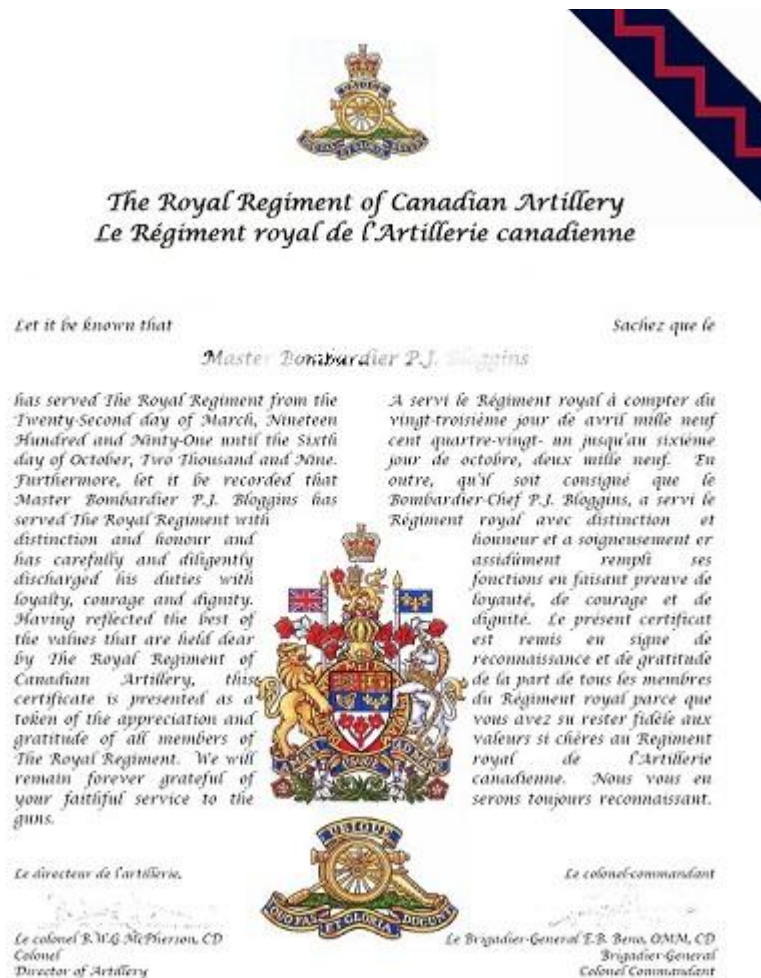 UBIQUE
QUO FAS ET GLORIA DUCUNT
The Royal Regiment of Canadian Artillery
Le Régiment royal de l'Artillerie canadienne
Let it be known that
Sachez que le
Master Bombardier P.J. Bloggins
has served The Royal Regiment from the
Twenty-Second day of March, Nineteen
Hundred and Ninty-One until the Sixth
day of October, Two Thousand and Nine.
Furthermore, let it be recorded that
Master Bombardier P.J. Bloggins has
served The Royal Regiment with
distinction and honour and
has carefully and diligently
discharged his duties with
loyalty, courage and dignity.
Having reflected the best of
the values that are held dear
by The Royal Regiment of
Canadian Artillery, this
certificate is presented as a
token of the appreciation and
gratitude of all members of
The Royal Regiment. We will
remain forever grateful of
your faithful service to the
guns.
A servi le Régiment royal à compter du
vingt-troisième jour de avril mille neuf
cent quartre-vingt- un jusqu'au sixième
jour de octobre, deux mille neuf. En
outre, qu'il soit consigné que le
Bombardier-Chef P.J. Bloggins, a servi le
Régiment royal avec distinction et
honneur et a soigneusement er
assidûment rempli ses
fonctions en faisant preuve de
loyauté, de courage et de
dignité. Le présent certificat
est remis en signe de
reconnaissance et de gratitude
de la part de tous les membres
du Régiment royal parce que
vous avez su rester fidèle aux
valeurs si chères au Regiment
royal de l'Artillerie
canadienne. Nous vous en
serons toujours reconnaissant.
UBIQUE
QUO FAS ET GLORIA DUCUNT
Le directeur de l'artillerie,
Le colonel B.W.G McPherson, CD
Colonel
Director of Artillery
Le colonel-commandant
Le Brigadier-General E.B. Beno, OMM, CD
Brigadier-General
Colonel Commandant